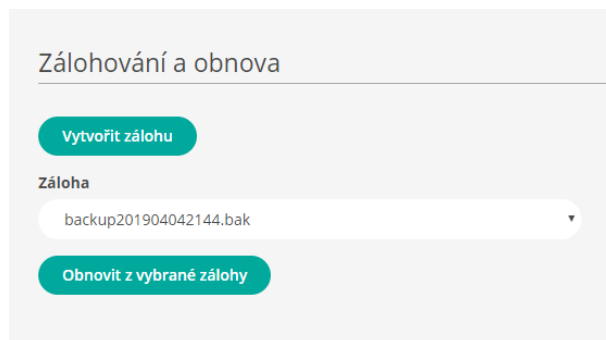 Zálohování a obnova
Vytvořit zálohu
Záloha
backup201904042144.bak
Obnovit z vybrané zálohy